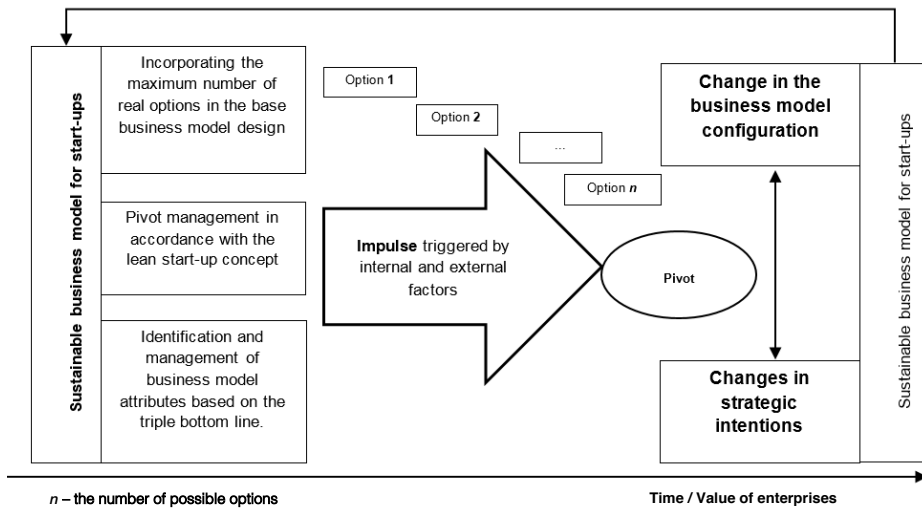 Sustainable business model for start-ups
Incorporating the
maximum number of
real options in the base
business model design
Pivot management in
accordance with the
lean start-up concept
Identification and
management of
business model
attributes based on the
triple bottom line.
Option 1
Option 2
...
Option n
Impulse triggered by
internal and external
factors
Pivot
Change in the
business model
configuration
Changes in
strategic
intentions
Sustainable business model for start-ups
n – the number of possible options
Time / Value of enterprises